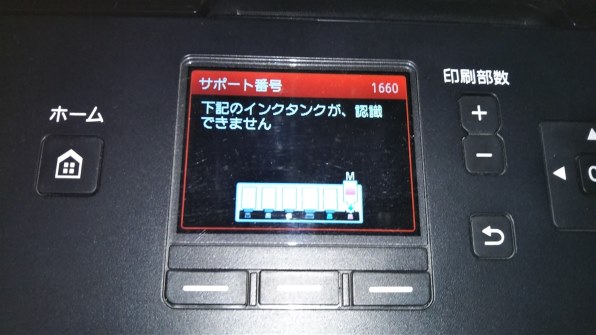 サポート番号 1660
下記のインクタンクが、認識
できません
M
ホーム
印刷部数
+
−